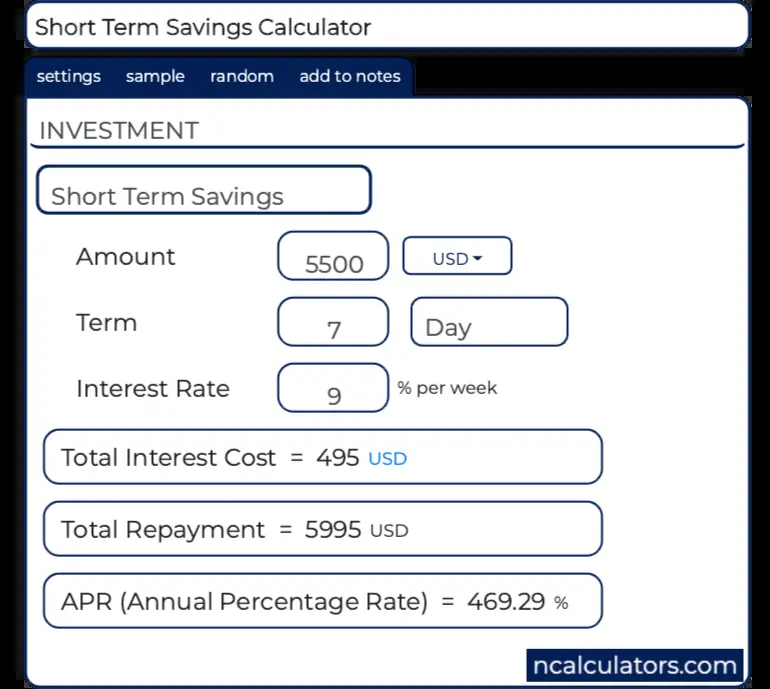 Short Term Savings Calculator
settings sample random add to notes
INVESTMENT
Short Term Savings
Amount 5500 USD
Term 7 Day
Interest Rate 9 % per week
Total Interest Cost = 495 USD
Total Repayment = 5995 USD
APR (Annual Percentage Rate) = 469.29 %
ncalculators.com